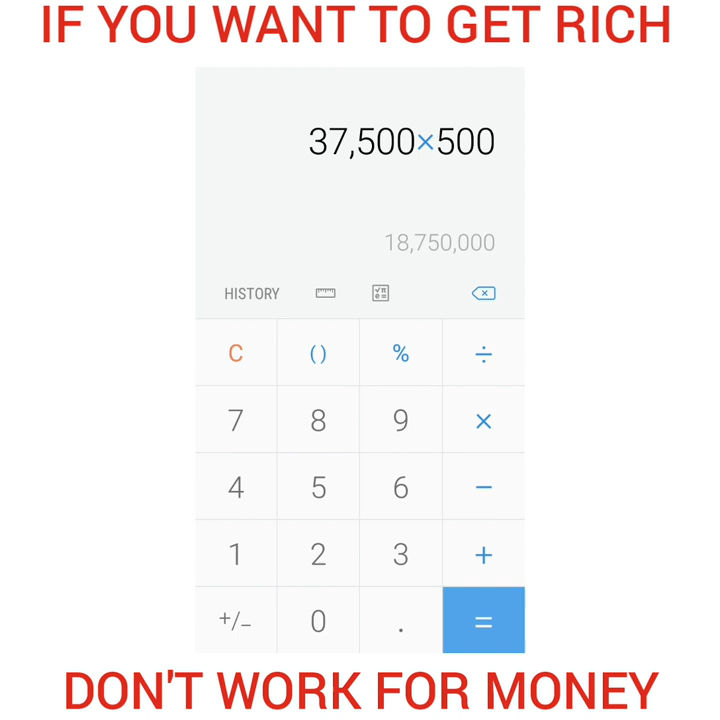 IF YOU WANT TO GET RICH
37,500×500
18,750,000
HISTORY
C () % ÷
7 8 9 ×
4 5 6 −
1 2 3 +
+/− 0 . =
DON'T WORK FOR MONEY